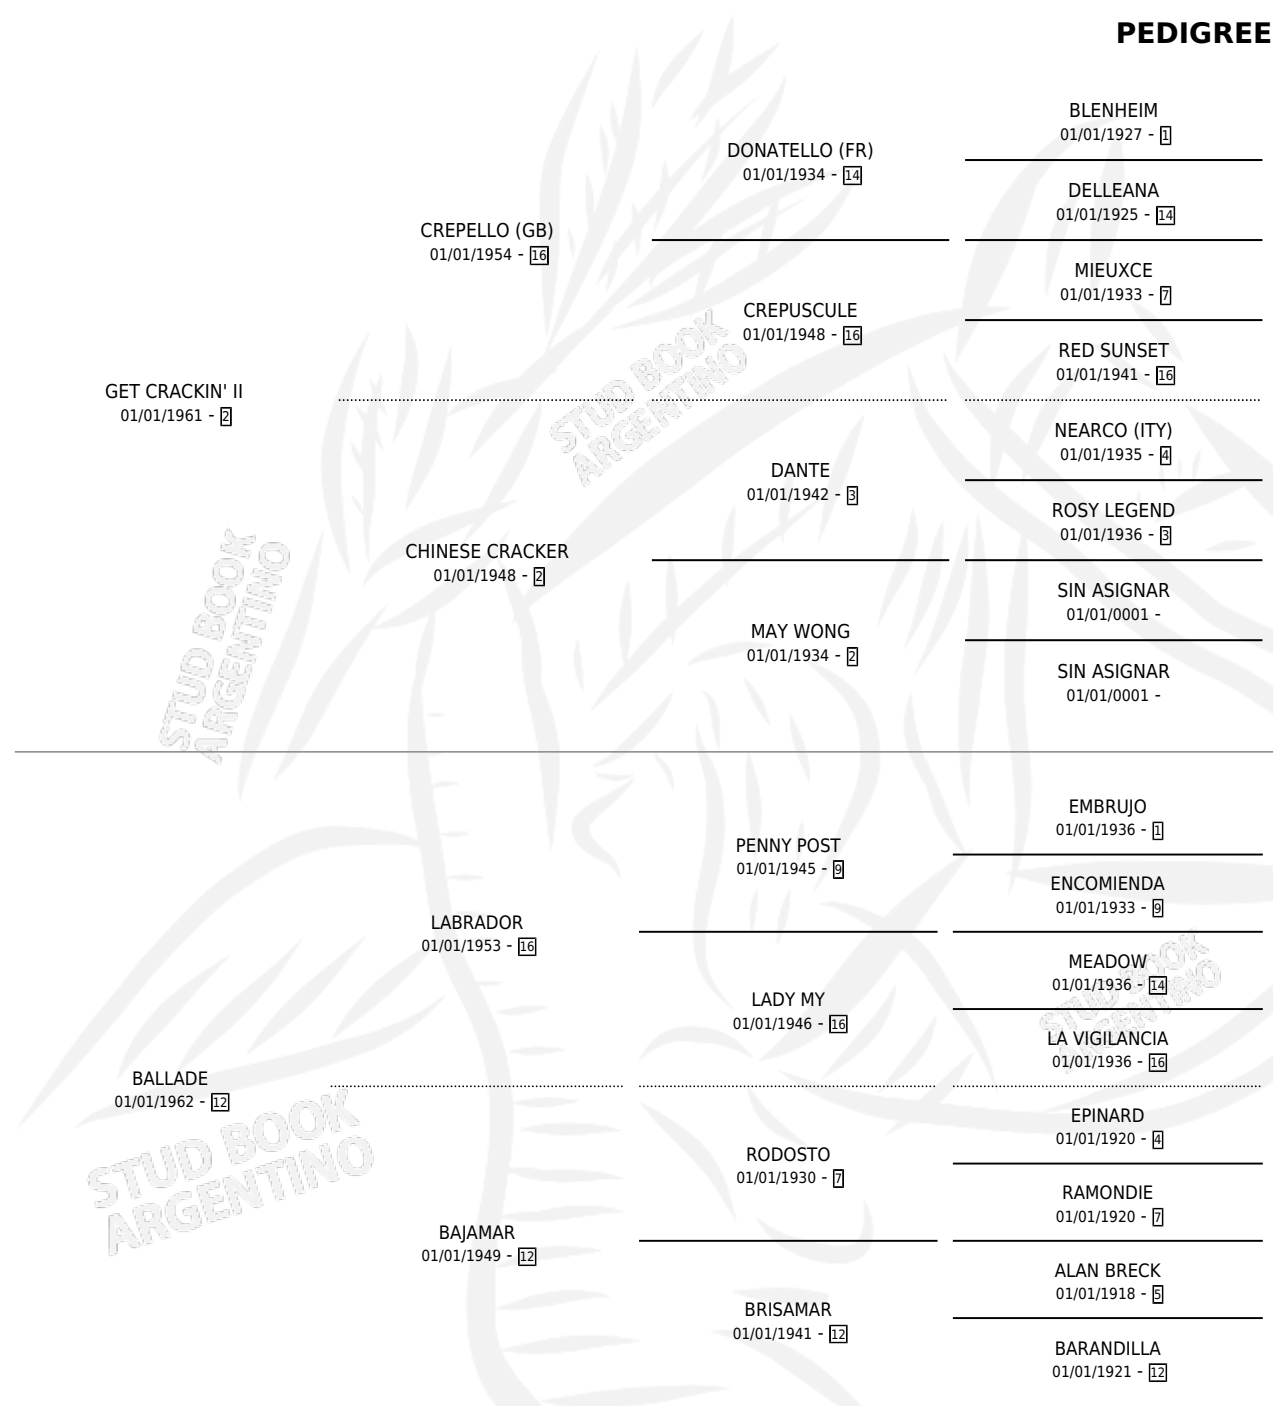 PEDIGREE
BLENHEIM
01/01/1927 - 1
DONATELLO (FR)
01/01/1934 - 14
DELLEANA
01/01/1925 - 14
CREPELLO (GB)
01/01/1954 - 16
MIEUXCE
01/01/1933 - 7
CREPUSCULE
01/01/1948 - 16
RED SUNSET
01/01/1941 - 16
GET CRACKIN' II
01/01/1961 - 2
NEARCO (ITY)
01/01/1935 - 4
DANTE
01/01/1942 - 3
ROSY LEGEND
01/01/1936 - 3
CHINESE CRACKER
01/01/1948 - 2
SIN ASIGNAR
01/01/0001 -
MAY WONG
01/01/1934 - 2
SIN ASIGNAR
01/01/0001 -
STUD BOOK
ARGENTINO
STUD BOOK
ARGENTINO
EMBRUJO
01/01/1936 - 1
PENNY POST
01/01/1945 - 9
ENCOMIENDA
01/01/1933 - 9
LABRADOR
01/01/1953 - 16
MEADOW
01/01/1936 - 14
LADY MY
01/01/1946 - 16
LA VIGILANCIA
01/01/1936 - 16
BALLADE
01/01/1962 - 12
EPINARD
01/01/1920 - 4
RODOSTO
01/01/1930 - 7
RAMONDIE
01/01/1920 - 7
BAJAMAR
01/01/1949 - 12
ALAN BRECK
01/01/1918 - 5
BRISAMAR
01/01/1941 - 12
BARANDILLA
01/01/1921 - 12
STUD BOOK
ARGENTINO
STUD BOOK
ARGENTINO